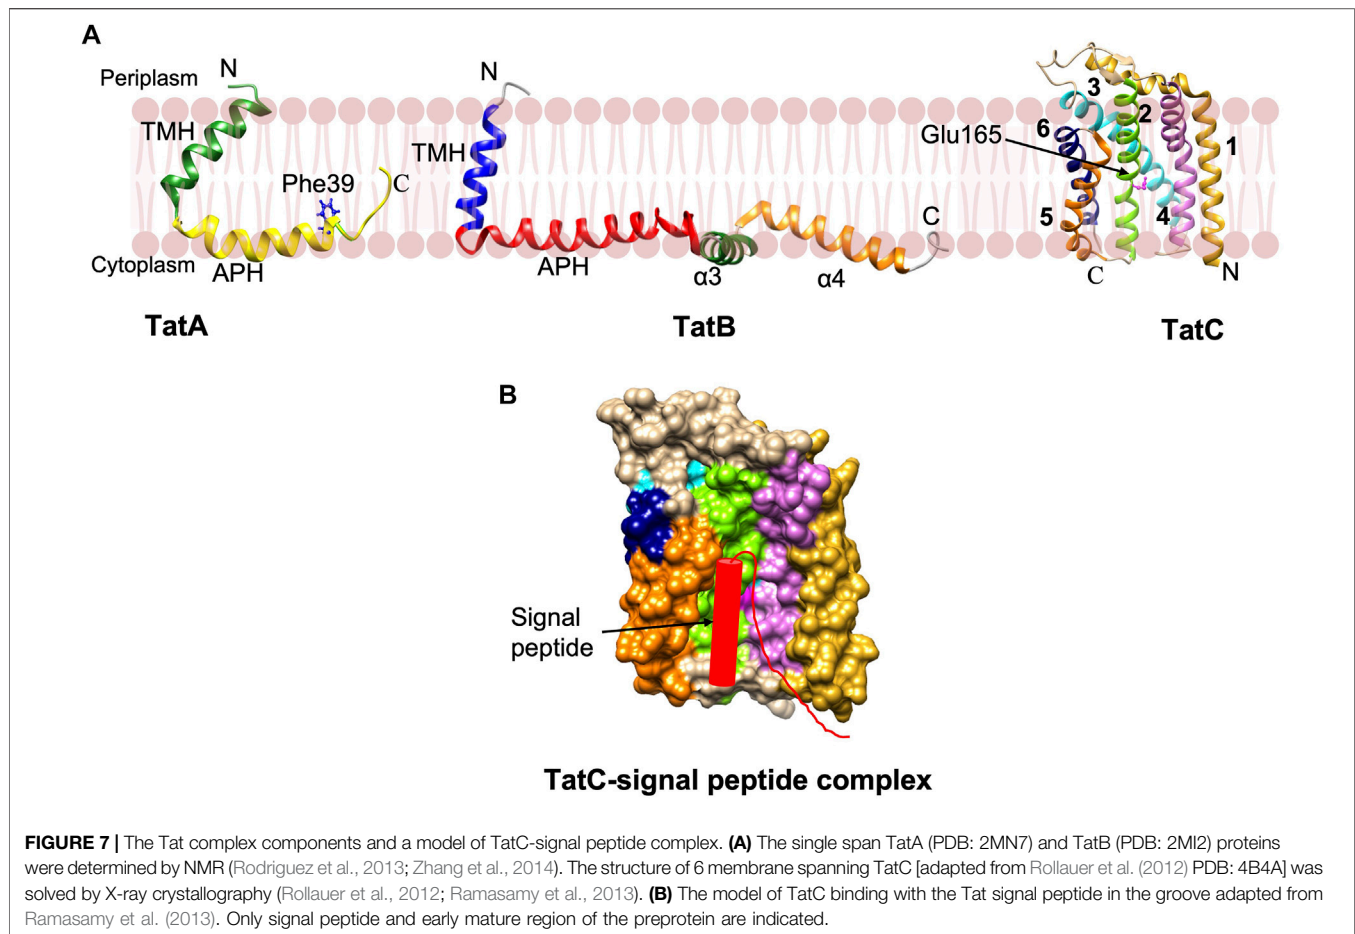 A
Periplasm
N
TMH
Phe39
C
Cytoplasm
APH
TatA
N
TMH
APH
α3
α4
C
TatB
3
2
6
Glu165
1
5
4
C
N
TatC
B
Signal
peptide
TatC-signal peptide complex
FIGURE 7 | The Tat complex components and a model of TatC-signal peptide complex. (A) The single span TatA (PDB: 2MN7) and TatB (PDB: 2MI2) proteins
were determined by NMR (Rodriguez et al., 2013; Zhang et al., 2014). The structure of 6 membrane spanning TatC [adapted from Rollauer et al. (2012) PDB: 4B4A] was
solved by X-ray crystallography (Rollauer et al., 2012; Ramasamy et al., 2013). (B) The model of TatC binding with the Tat signal peptide in the groove adapted from
Ramasamy et al. (2013). Only signal peptide and early mature region of the preprotein are indicated.